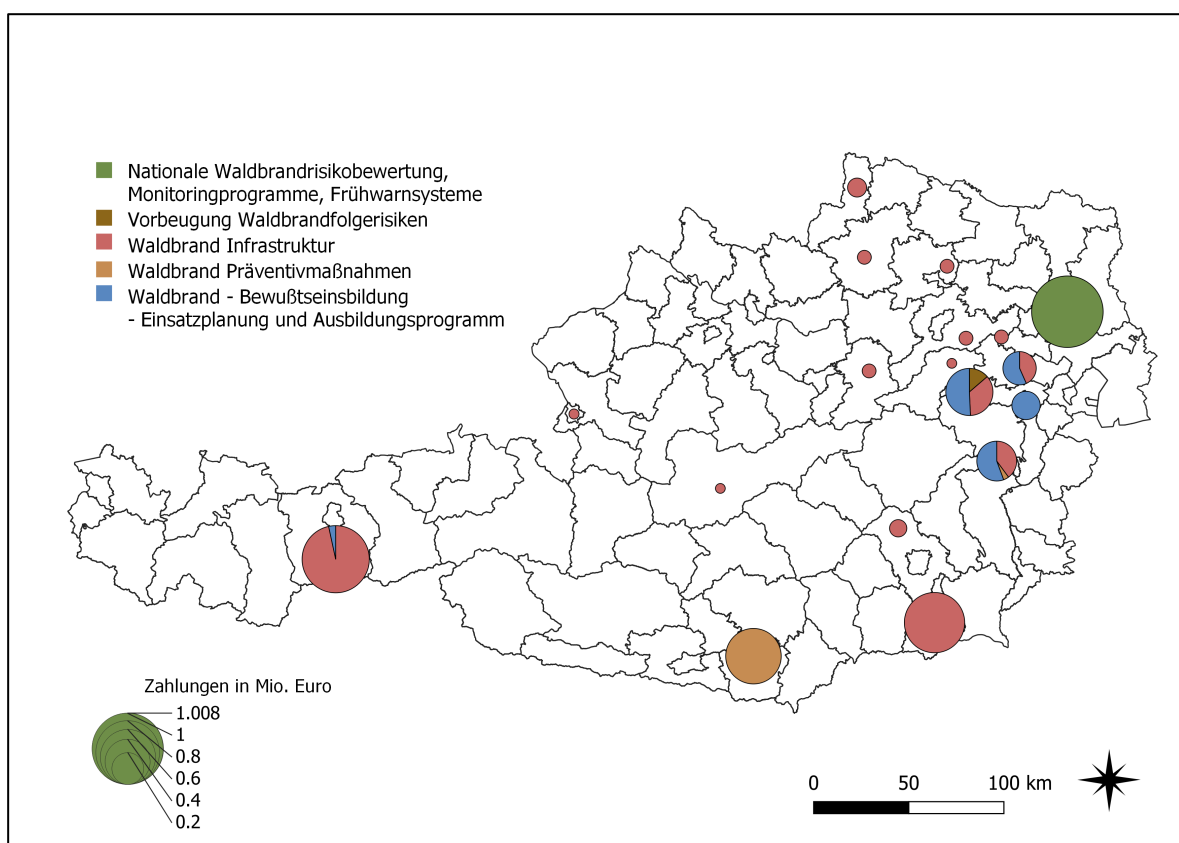 Nationale Waldbrandrisikobewertung,
Monitoringprogramme, Frühwarnsysteme
Vorbeugung Waldbrandfolgerisiken
Waldbrand Infrastruktur
Waldbrand Präventivmaßnahmen
Waldbrand - Bewußtseinsbildung
- Einsatzplanung und Ausbildungsprogramm
Zahlungen in Mio. Euro
1.008
1
0.8
0.6
0.4
0.2
0 50 100 km